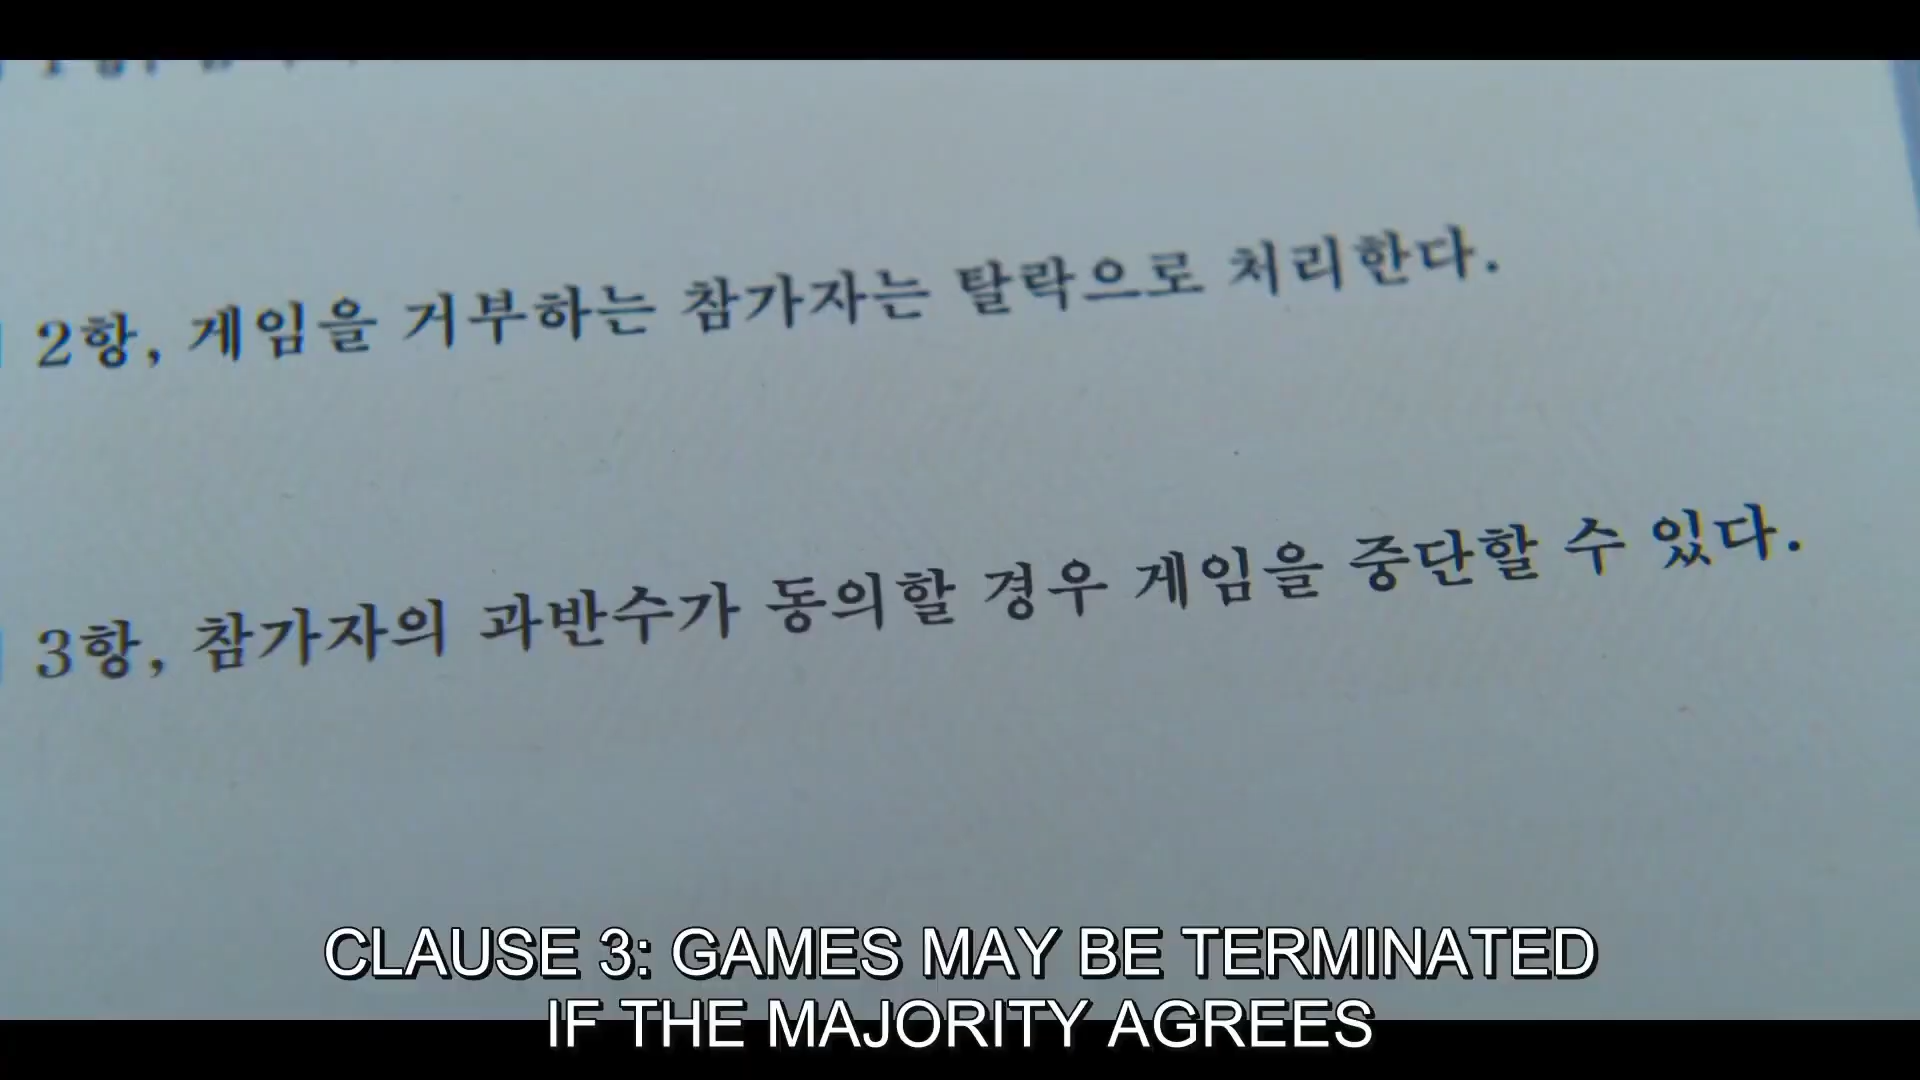 2항, 게임을 거부하는 참가자는 탈락으로 처리한다.
3항, 참가자의 과반수가 동의할 경우 게임을 중단할 수 있다.
CLAUSE 3: GAMES MAY BE TERMINATED
IF THE MAJORITY AGREES